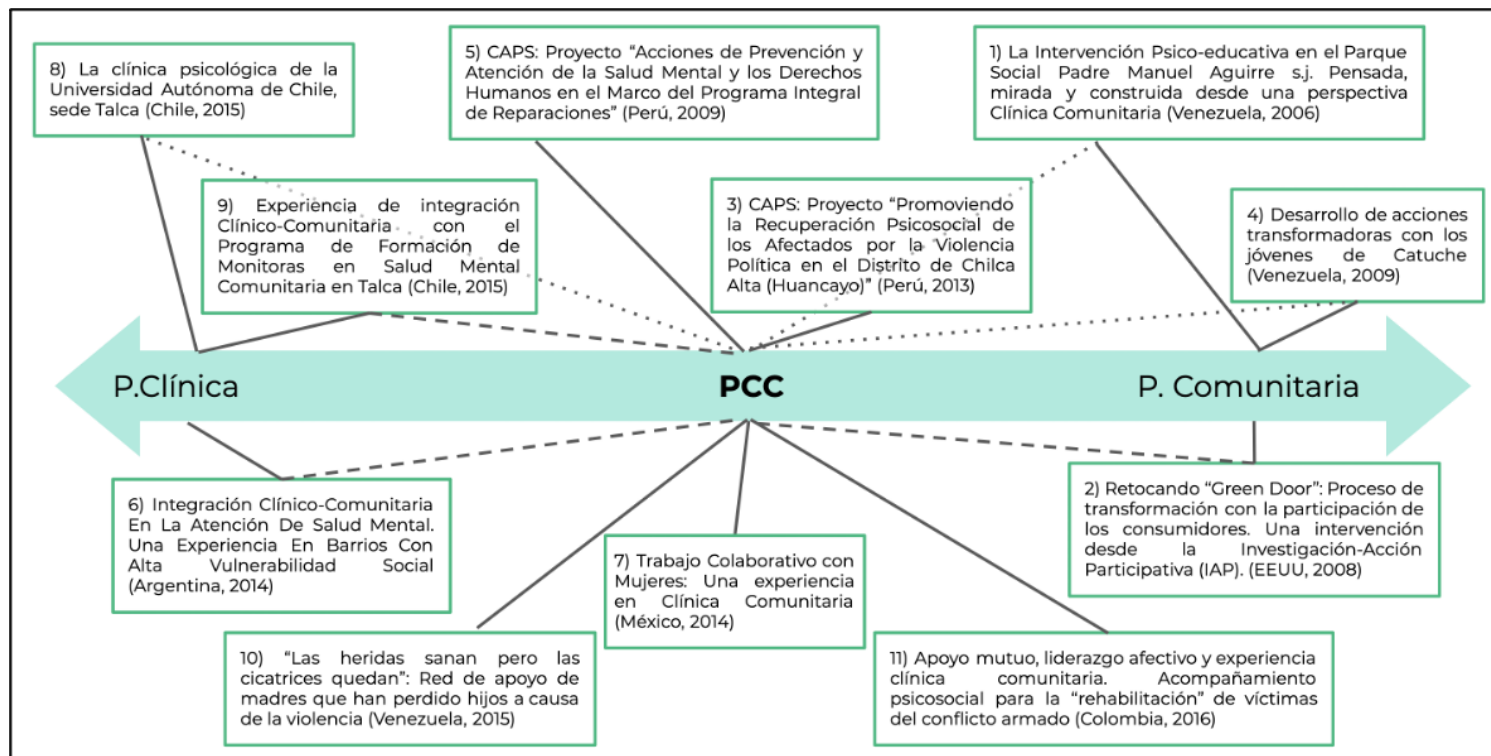 8) La clínica psicológica de la
Universidad Autónoma de Chile,
sede Talca (Chile, 2015)
5) CAPS: Proyecto “Acciones de Prevención y
Atención de la Salud Mental y los Derechos
Humanos en el Marco del Programa Integral
de Reparaciones” (Perú, 2009)
1) La Intervención Psico-educativa en el Parque
Social Padre Manuel Aguirre s.j. Pensada,
mirada y construida desde una perspectiva
Clínica Comunitaria (Venezuela, 2006)
9) Experiencia de integración
Clínico-Comunitaria con el
Programa de Formación de
Monitoras en Salud Mental
Comunitaria en Talca (Chile, 2015)
3) CAPS: Proyecto “Promoviendo
la Recuperación Psicosocial de
los Afectados por la Violencia
Política en el Distrito de Chilca
Alta (Huancayo)” (Perú, 2013)
4) Desarrollo de acciones
transformadoras con los
jóvenes de Catuche
(Venezuela, 2009)
P.Clínica
PCC
P. Comunitaria
6) Integración Clínico-Comunitaria
En La Atención De Salud Mental.
Una Experiencia En Barrios Con
Alta Vulnerabilidad Social
(Argentina, 2014)
7) Trabajo Colaborativo con
Mujeres: Una experiencia
en Clínica Comunitaria
(México, 2014)
2) Retocando “Green Door”: Proceso de
transformación con la participación de
los consumidores. Una intervención
desde la Investigación-Acción
Participativa (IAP). (EEUU, 2008)
10) “Las heridas sanan pero las
cicatrices quedan”: Red de apoyo de
madres que han perdido hijos a causa
de la violencia (Venezuela, 2015)
11) Apoyo mutuo, liderazgo afectivo y experiencia
clínica comunitaria. Acompañamiento
psicosocial para la “rehabilitación” de víctimas
del conflicto armado (Colombia, 2016)